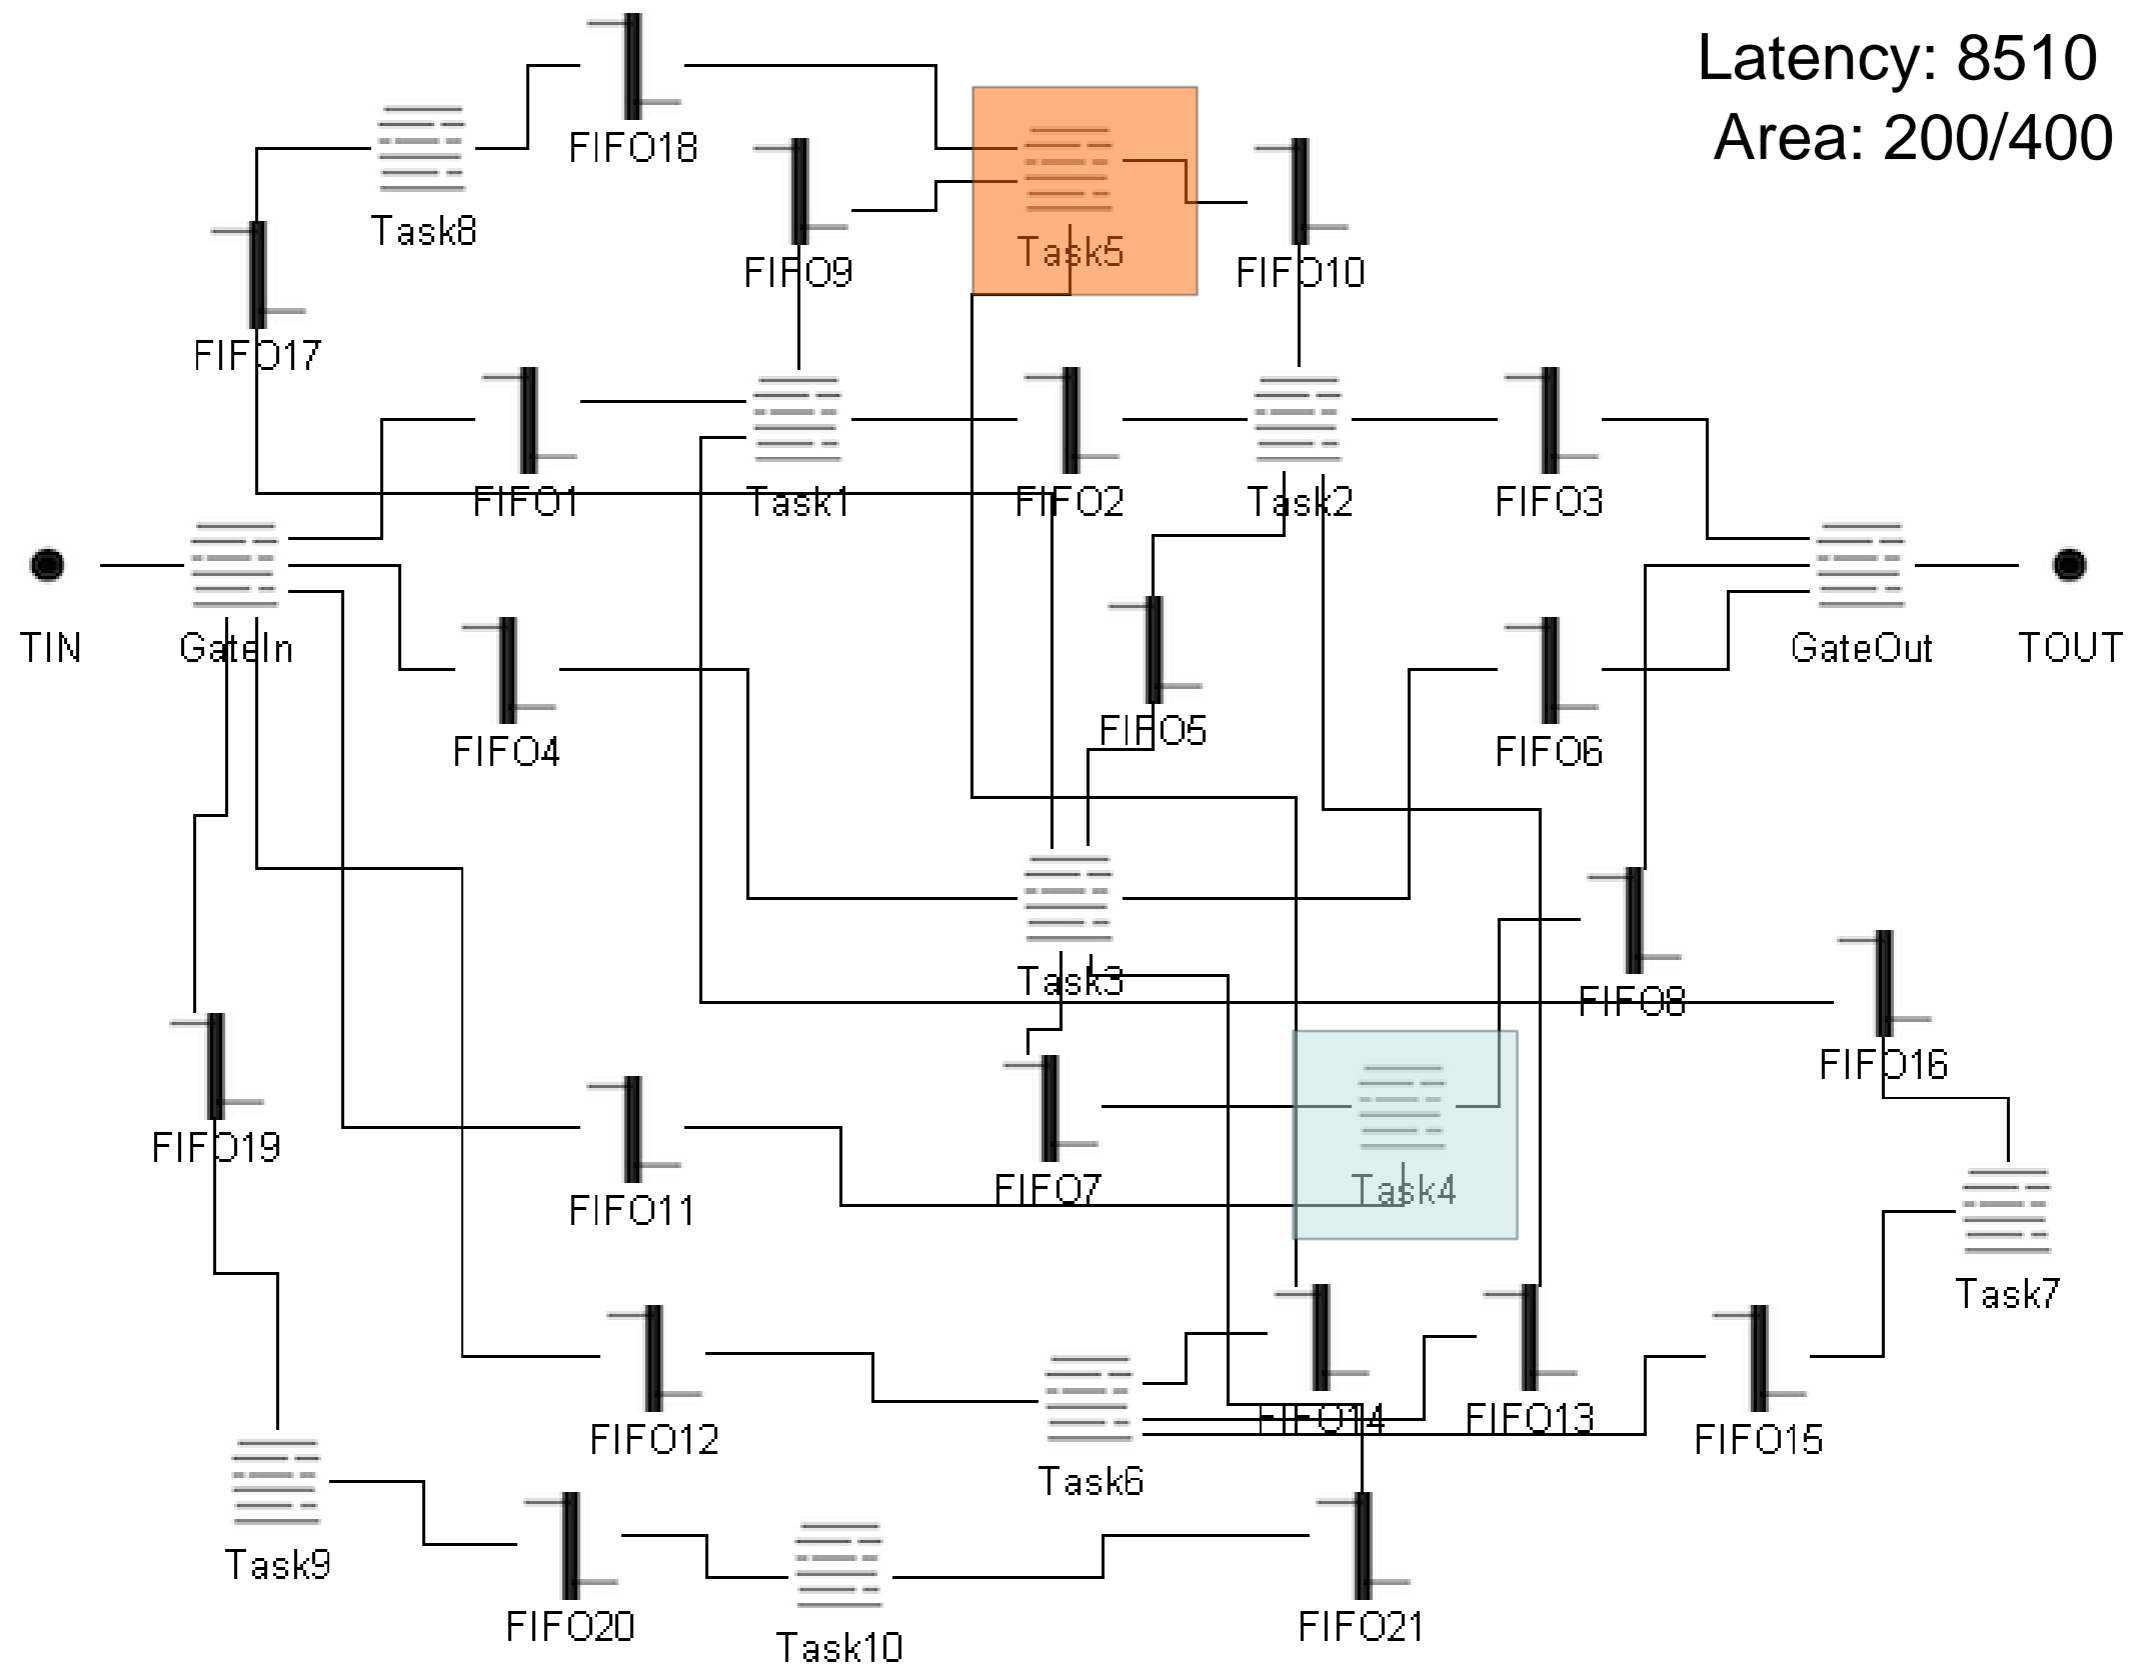 Latency: 8510
Area: 200/400
FIFO18
Task8
FIFO9
Task5
FIFO10
FIFO17
FIFO1
Task1
FIFO2
Task2
FIFO3
TIN
GateIn
GateOut
TOUT
FIFO4
FIFO5
FIFO6
Task3
FIFO8
FIFO16
FIFO19
FIFO11
FIFO7
Task4
Task7
FIFO12
FIFO14
FIFO13
FIFO15
Task6
Task9
FIFO20
Task10
FIFO21